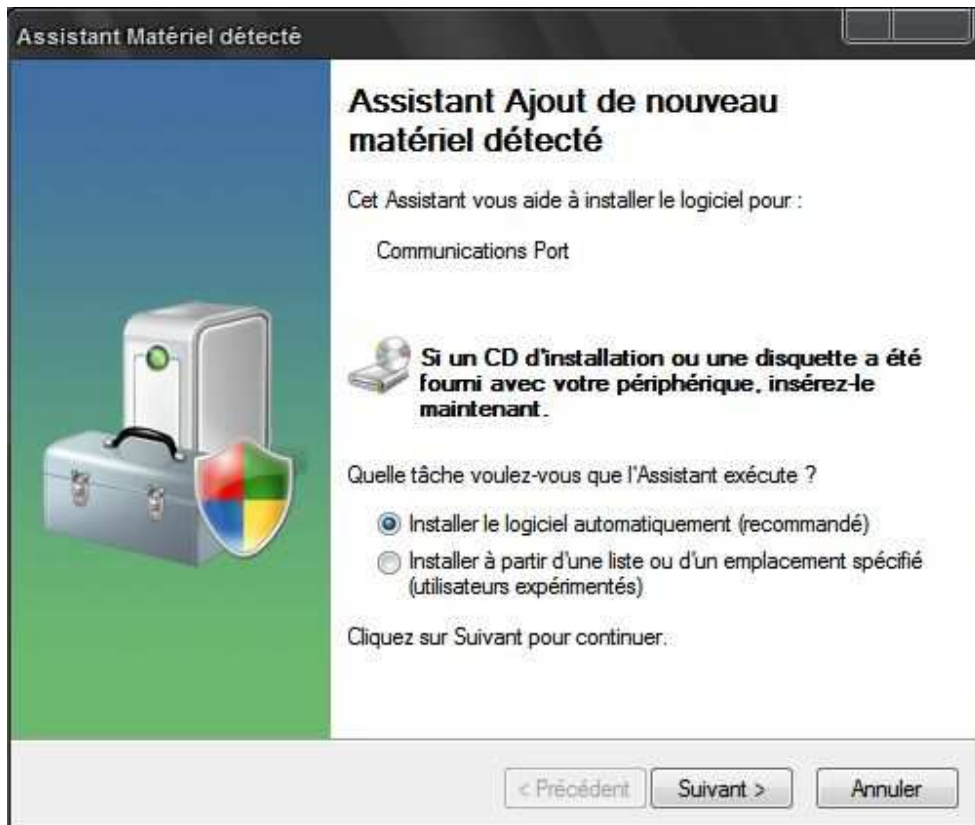 Assistant Matériel détecté
Assistant Ajout de nouveau
matériel détecté
Cet Assistant vous aide à installer le logiciel pour :
Communications Port
Si un CD d'installation ou une disquette a été
fourni avec votre périphérique, insérez-le
maintenant.
Quelle tâche voulez-vous que l'Assistant exécute ?
Installer le logiciel automatiquement (recommandé)
Installer à partir d'une liste ou d'un emplacement spécifié
(utilisateurs expérimentés)
Cliquez sur Suivant pour continuer.
< Précédent
Suivant >
Annuler